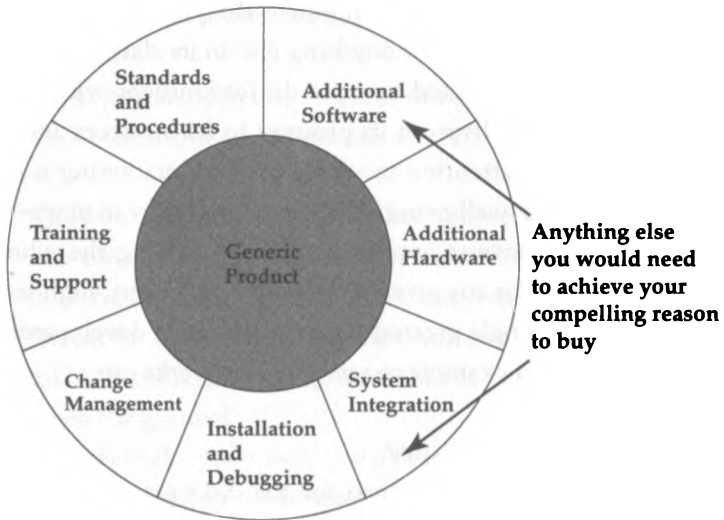 Standards
and
Procedures
Additional
Software
Training
and
Support
Generic
Product
Additional
Hardware
Anything else
you would need
to achieve your
compelling reason
to buy
Change
Management
System
Integration
Installation
and
Debugging